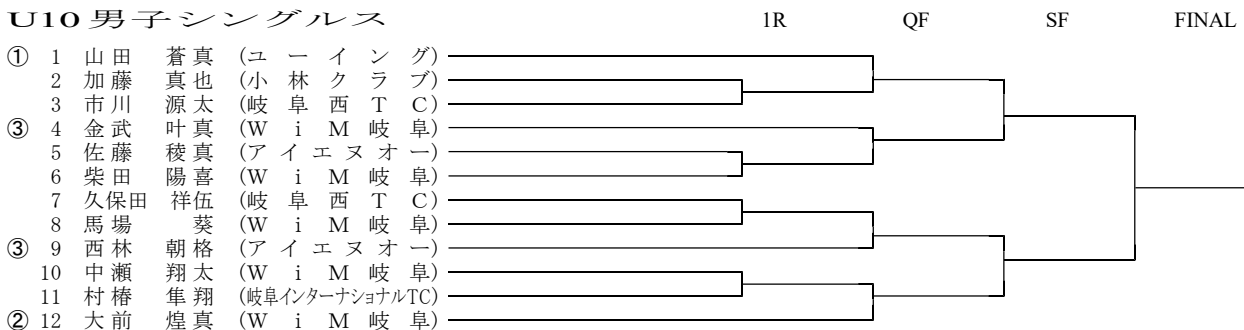 U10男子シングルス 1R QF SF FINAL
① 1 山田 蒼真 (ユーイング)
2 加藤 真也 (小林クラブ)
3 市川 源太 (岐阜西TC)
③ 4 金武 叶真 (WiM岐阜)
5 佐藤 稜真 (アイエヌオー)
6 柴田 陽喜 (WiM岐阜)
7 久保田 祥伍 (岐阜西TC)
8 馬場 葵 (WiM岐阜)
③ 9 西林 朝格 (アイエヌオー)
10 中瀬 翔太 (WiM岐阜)
11 村椿 隼翔 (岐阜インターナショナルTC)
② 12 大前 煌真 (WiM岐阜)